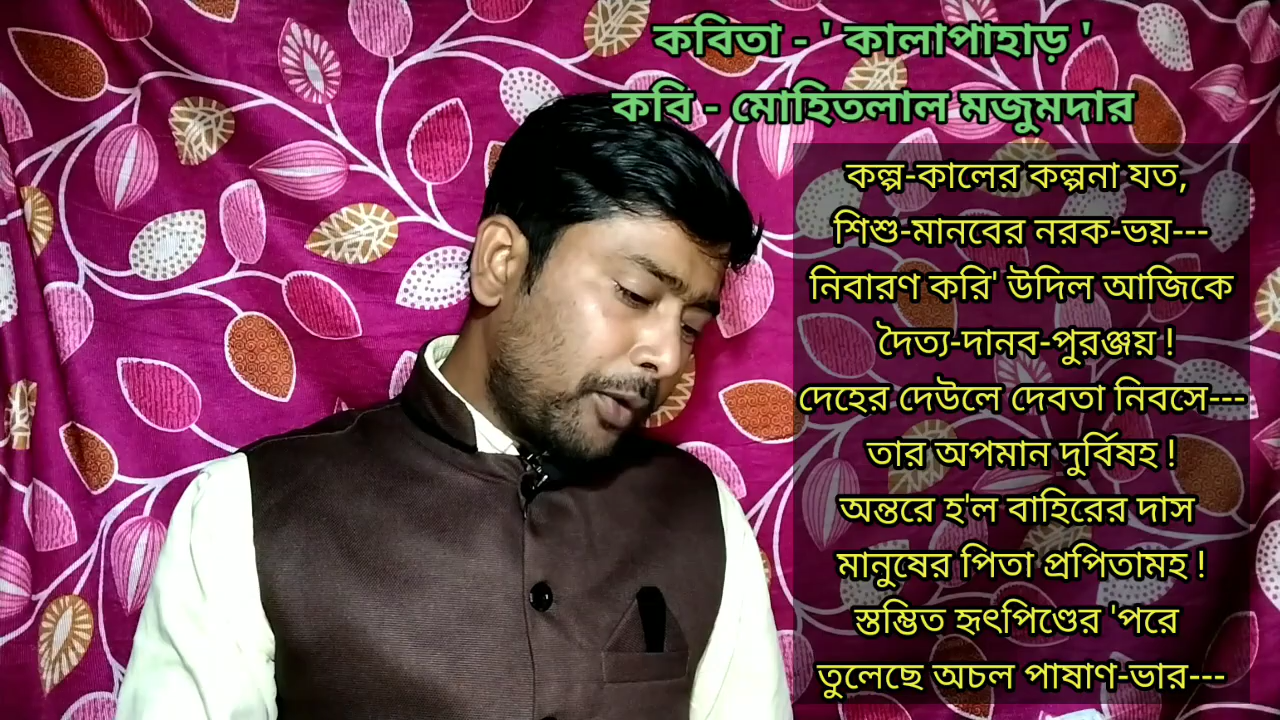 কবিতা - ' কালাপাহাড় '
কবি - মোহিতলাল মজুমদার
কল্প-কালের কল্পনা যত,
শিশু-মানবের নরক-ভয়---
নিবারণ করি' উদিল আজিকে
দৈত্য-দানব-পুরঞ্জয় !
দেহের দেউলে দেবতা নিবসে---
তার অপমান দুর্বিষহ !
অন্তরে হ'ল বাহিরের দাস
মানুষের পিতা প্রপিতামহ !
স্তম্ভিত হৃৎপিণ্ডের 'পরে
তুলেছে অচল পাষাণ-ভার---